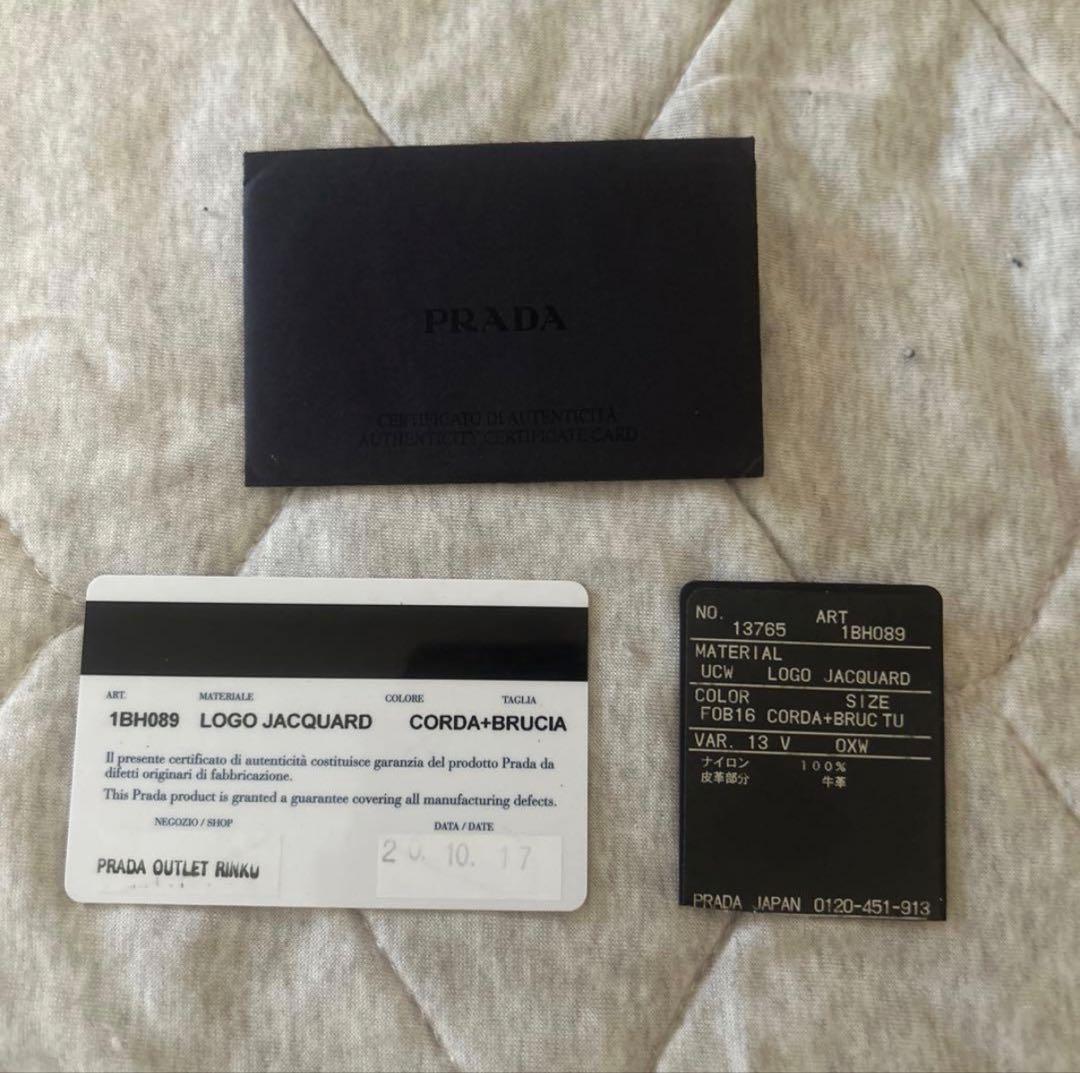 PRADA
CERTIFICATO DI AUTENTICITÀ
AUTHENTICITY CERTIFICATE CARD
ART. MATERIALE COLORE TAGLIA
1BH089 LOGO JACQUARD CORDA+BRUCIA
Il presente certificato di autenticità costituisce garanzia del prodotto Prada da
difetti originari di fabbricazione.
This Prada product is granted a guarantee covering all manufacturing defects.
NEGOZIO / SHOP DATA / DATE
PRADA OUTLET RINKU 20. 10. 17
NO. ART
13765 1BH089
MATERIAL
UCW LOGO JACQUARD
COLOR SIZE
F0B16 CORDA+BRUC TU
VAR. 13 V OXW
ナイロン 100%
皮革部分 牛革
PRADA JAPAN 0120-451-913